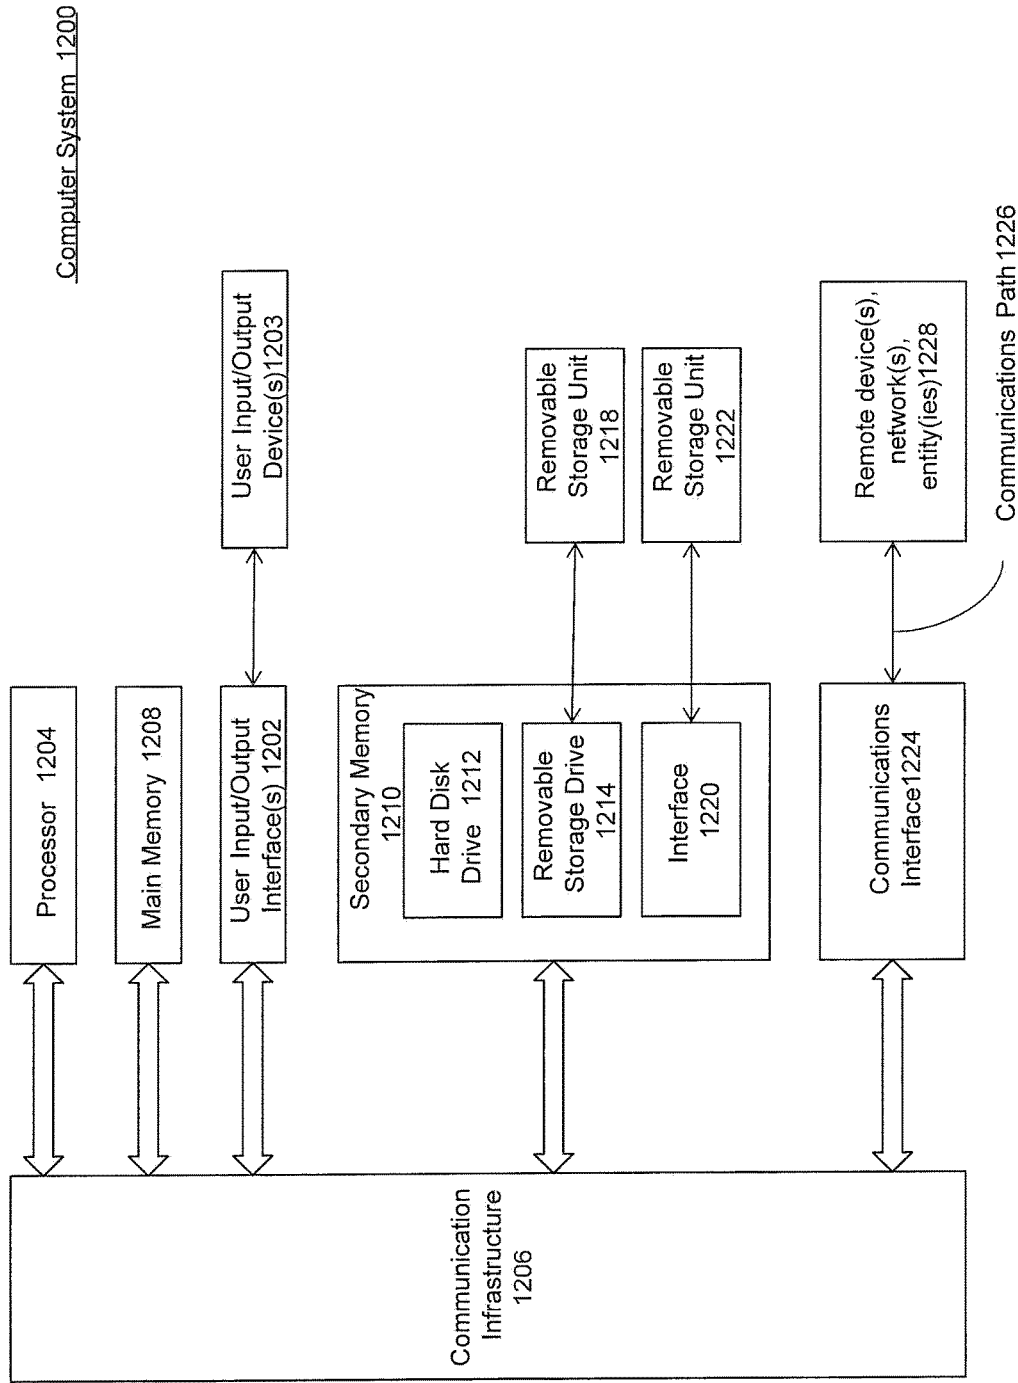 Computer System 1200
Processor 1204
Main Memory 1208
User Input/Output
Interface(s) 1202
User Input/Output
Device(s)1203
Secondary Memory
1210
Hard Disk
Drive 1212
Removable
Storage Drive
1214
Removable
Storage Unit
1218
Interface
1220
Removable
Storage Unit
1222
Communications
Interface1224
Remote device(s),
network(s),
entity(ies)1228
Communications Path 1226
Communication
Infrastructure
1206